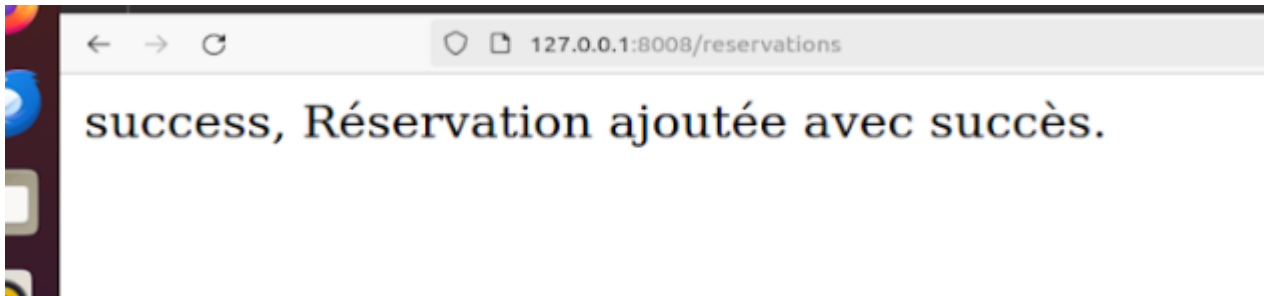 127.0.0.1:8008/reservations
success, Réservation ajoutée avec succès.